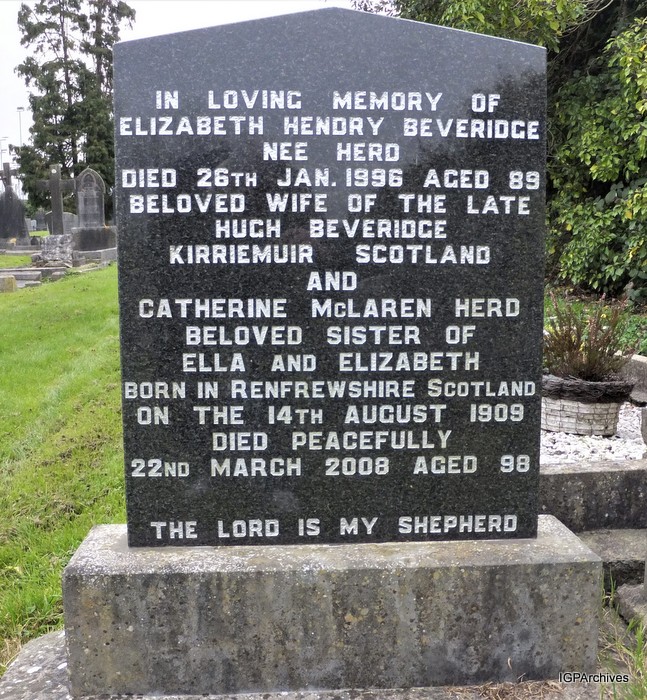 IN LOVING MEMORY OF
ELIZABETH HENDRY BEVERIDGE
NEE HERD
DIED 26TH JAN. 1996 AGED 89
BELOVED WIFE OF THE LATE
HUGH BEVERIDGE
KIRRIEMUIR SCOTLAND
AND
CATHERINE McLAREN HERD
BELOVED SISTER OF
ELLA AND ELIZABETH
BORN IN RENFREWSHIRE SCOTLAND
ON THE 14TH AUGUST 1909
DIED PEACEFULLY
22ND MARCH 2008 AGED 98
THE LORD IS MY SHEPHERD
IGPArchives